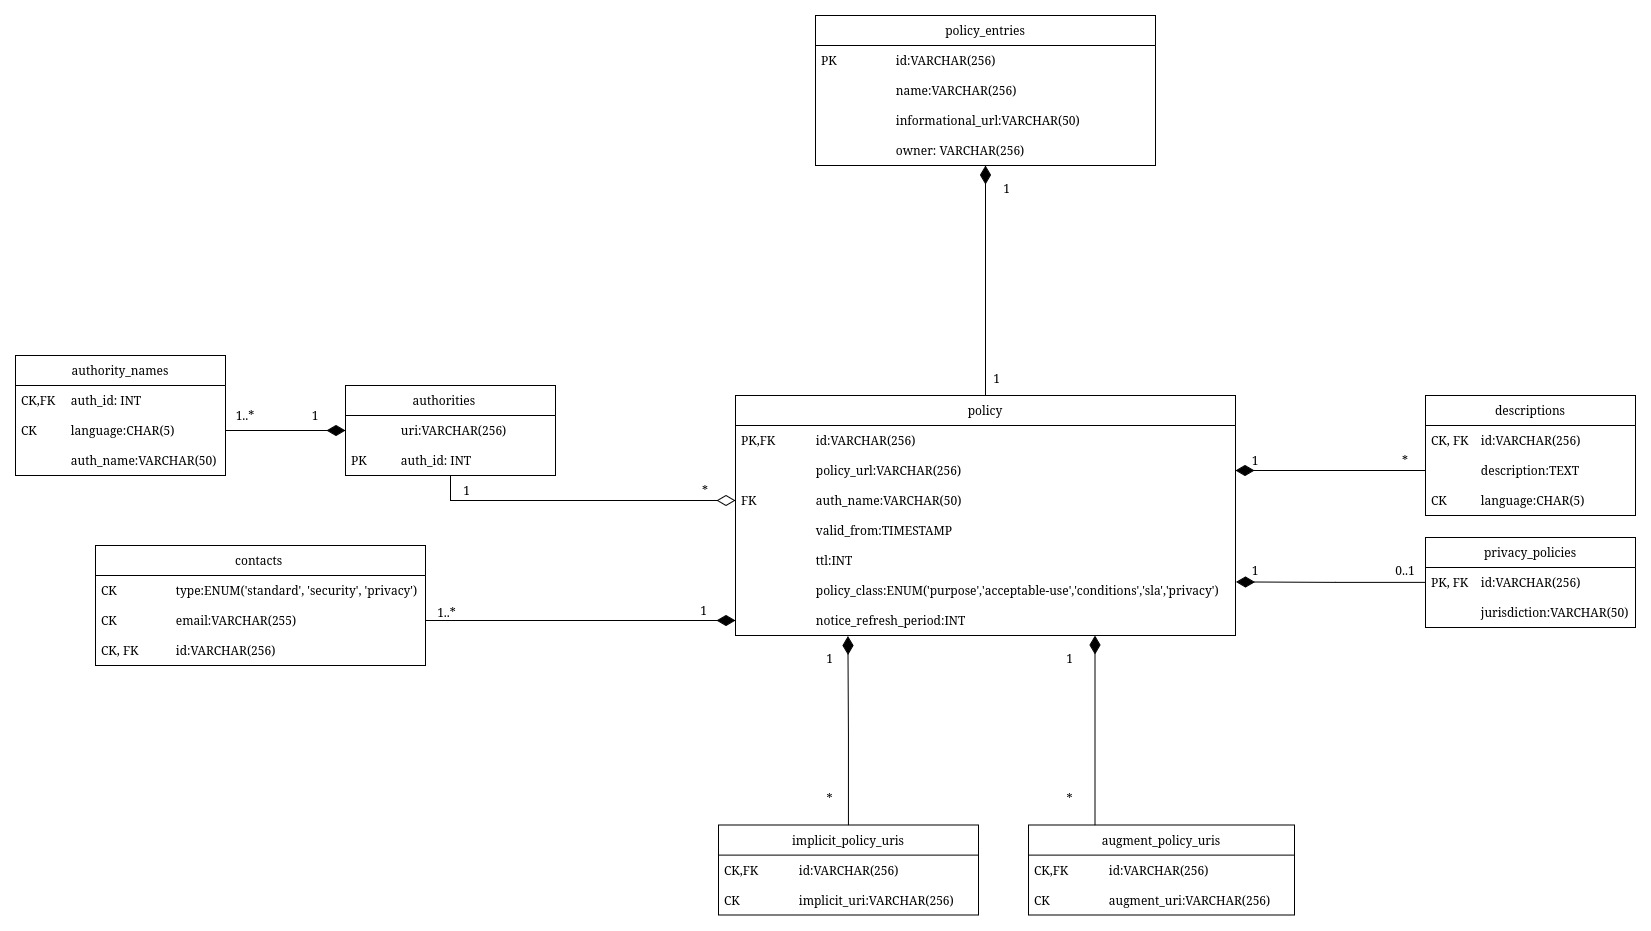 policy_entries
PK id:VARCHAR(256)
name:VARCHAR(256)
informational_url:VARCHAR(50)
owner: VARCHAR(256)
1
1
authority_names
CK,FK auth_id: INT
CK language:CHAR(5)
auth_name:VARCHAR(50)
1..* 1
authorities
uri:VARCHAR(256)
PK auth_id: INT
1 *
policy
PK,FK id:VARCHAR(256)
policy_url:VARCHAR(256)
FK auth_name:VARCHAR(50)
valid_from:TIMESTAMP
ttl:INT
policy_class:ENUM('purpose','acceptable-use','conditions','sla','privacy')
notice_refresh_period:INT
1 *
descriptions
CK, FK id:VARCHAR(256)
description:TEXT
CK language:CHAR(5)
1 0..1
privacy_policies
PK, FK id:VARCHAR(256)
jurisdiction:VARCHAR(50)
contacts
CK type:ENUM('standard', 'security', 'privacy')
CK email:VARCHAR(255)
CK, FK id:VARCHAR(256)
1..* 1
1 1
* *
implicit_policy_uris
CK,FK id:VARCHAR(256)
CK implicit_uri:VARCHAR(256)
augment_policy_uris
CK,FK id:VARCHAR(256)
CK augment_uri:VARCHAR(256)